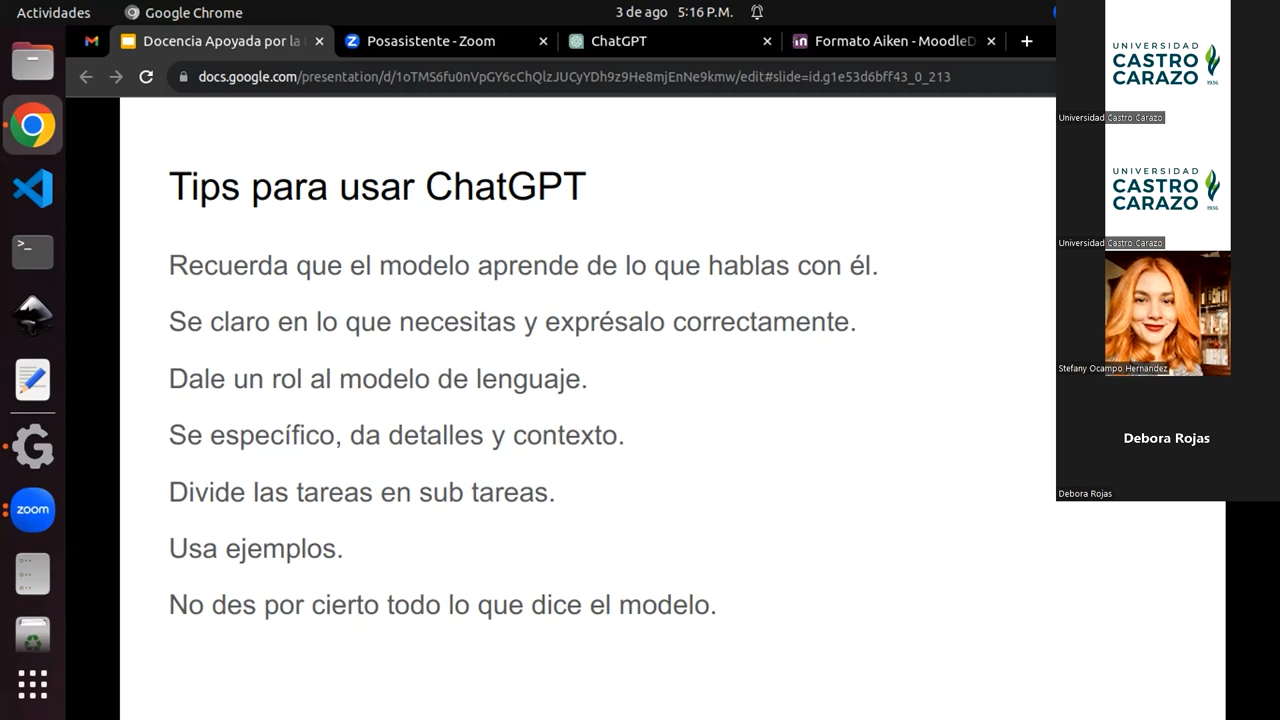 Actividades
Google Chrome
3 de ago 5:16 P.M.
Docencia Apoyada por la
Posasistente - Zoom
ChatGPT
Formato Aiken - MoodleD
docs.google.com/presentation/d/1oTMS6fu0nVpGY6cChQlzJUCyYDh9z9He8mjEnNe9kmw/edit#slide=id.g1e53d6bff43_0_213
Tips para usar ChatGPT
Recuerda que el modelo aprende de lo que hablas con él.
Se claro en lo que necesitas y exprésalo correctamente.
Dale un rol al modelo de lenguaje.
Se específico, da detalles y contexto.
Divide las tareas en sub tareas.
Usa ejemplos.
No des por cierto todo lo que dice el modelo.
zoom
UNIVERSIDAD
CASTRO
CARAZO
1936
Universidad Castro Carazo
UNIVERSIDAD
CASTRO
CARAZO
1936
Universidad Castro Carazo
Stefany Ocampo Hernández
Debora Rojas
Debora Rojas